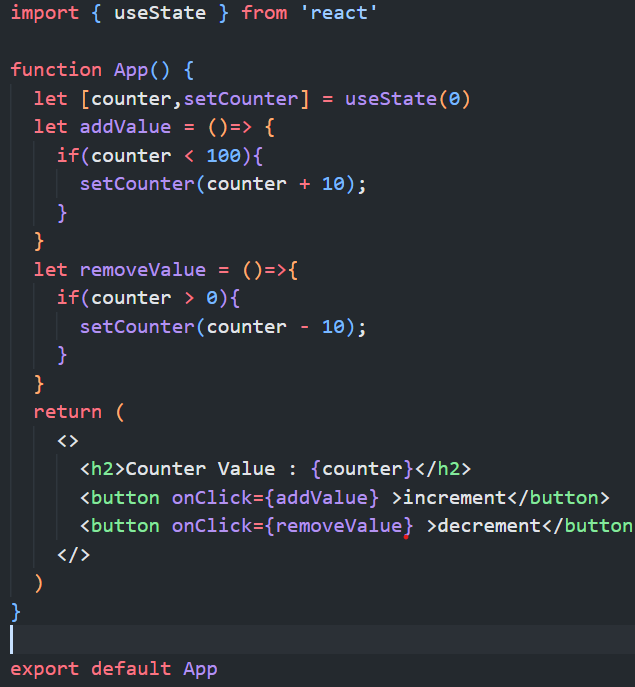 import { useState } from 'react'

function App() {
  let [counter,setCounter] = useState(0)
  let addValue = ()=> {
    if(counter < 100){
      setCounter(counter + 10);
    }
  }
  let removeValue = ()=>{
    if(counter > 0){
      setCounter(counter - 10);
    }
  }
  return (
    <>
      <h2>Counter Value : {counter}</h2>
      <button onClick={addValue} >increment</button>
      <button onClick={removeValue} >decrement</button
    </>
  )
}

export default App